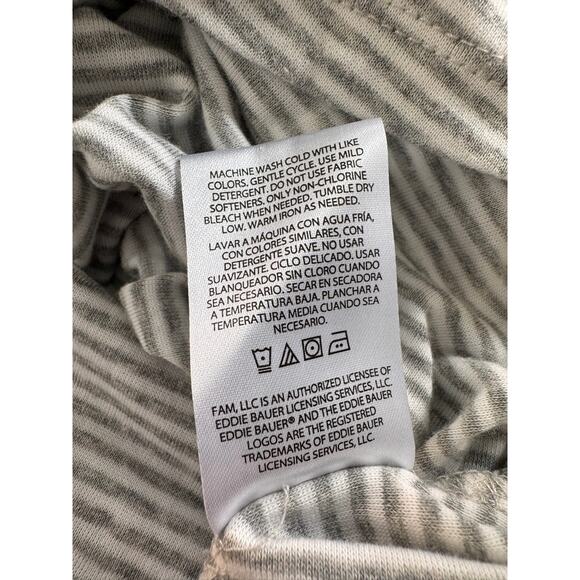 MACHINE WASH COLD WITH LIKE
COLORS. GENTLE CYCLE. USE MILD
DETERGENT. DO NOT USE FABRIC
SOFTENERS. ONLY NON-CHLORINE
BLEACH WHEN NEEDED. TUMBLE DRY
LOW. WARM IRON AS NEEDED.
LAVAR A MÁQUINA CON AGUA FRÍA,
CON COLORES SIMILARES, CON
DETERGENTE SUAVE. NO USAR
SUAVIZANTE. CICLO DELICADO. USAR
BLANQUEADOR SIN CLORO CUANDO
SEA NECESARIO. SECAR EN SECADORA
A TEMPERATURA BAJA. PLANCHAR A
TEMPERATURA MEDIA CUANDO SEA
NECESARIO.
FAM, LLC IS AN AUTHORIZED LICENSEE OF
EDDIE BAUER LICENSING SERVICES, LLC.
EDDIE BAUER® AND THE EDDIE BAUER
LOGOS ARE THE REGISTERED
TRADEMARKS OF EDDIE BAUER
LICENSING SERVICES, LLC.